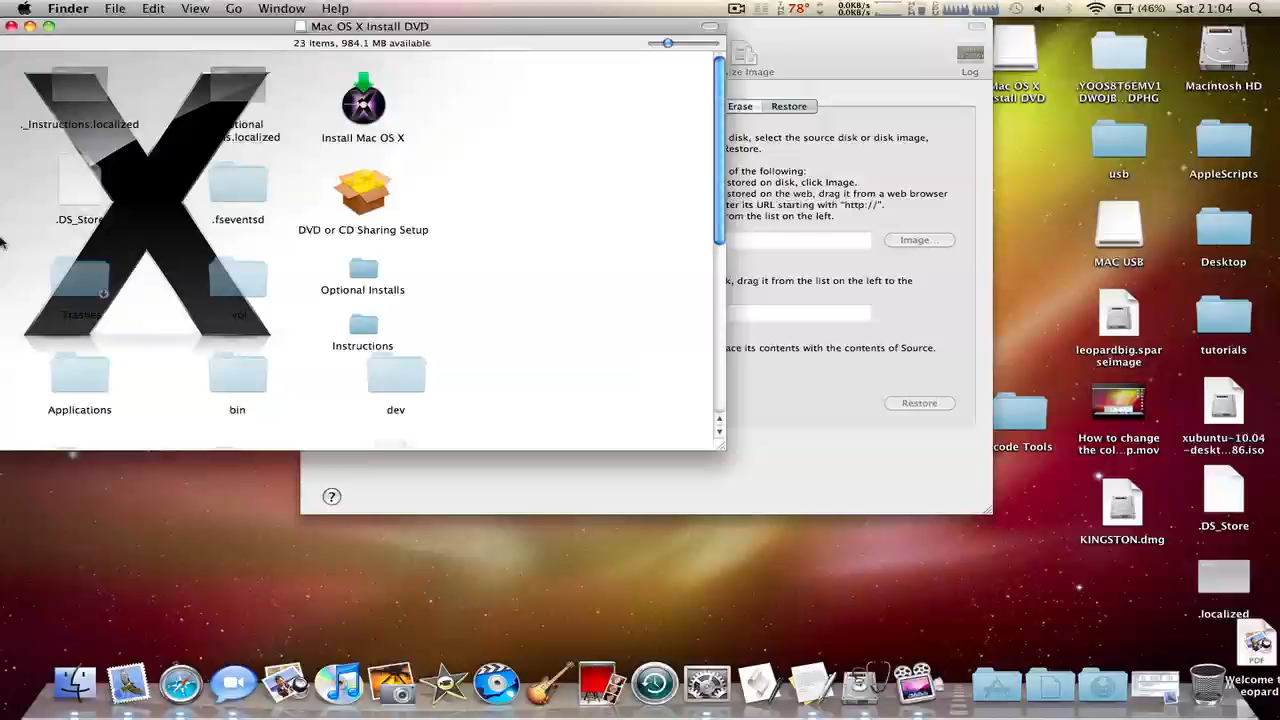 Finder File Edit View Go Window Help
78° 0.0KB/s 0.0KB/s (46%) Sat 21:04
Mac OS X Install DVD
23 items, 984.1 MB available
._Instructions.localized
tional
s.localized
Install Mac OS X
.DS_Store
.fseventsd
DVD or CD Sharing Setup
Optional Installs
Trashes
vol
Instructions
Applications
bin
dev
ize Image
Log
Erase
Restore
disk, select the source disk or disk image,
Restore.
of the following:
stored on disk, click Image.
stored on the web, drag it from a web browser
ter its URL starting with "http://".
from the list on the left.
Image...
k, drag it from the list on the left to the
ace its contents with the contents of Source.
Restore
?
Mac OS X
stall DVD
.YOOS8T6EMV1
DWOJB...DPHG
Macintosh HD
usb
AppleScripts
MAC USB
Desktop
leopardbig.spar
seimage
tutorials
code Tools
How to change
the col...p.mov
xubuntu-10.04
-deskt...86.iso
KINGSTON.dmg
.DS_Store
.localized
PDF
Welcome t
eopard